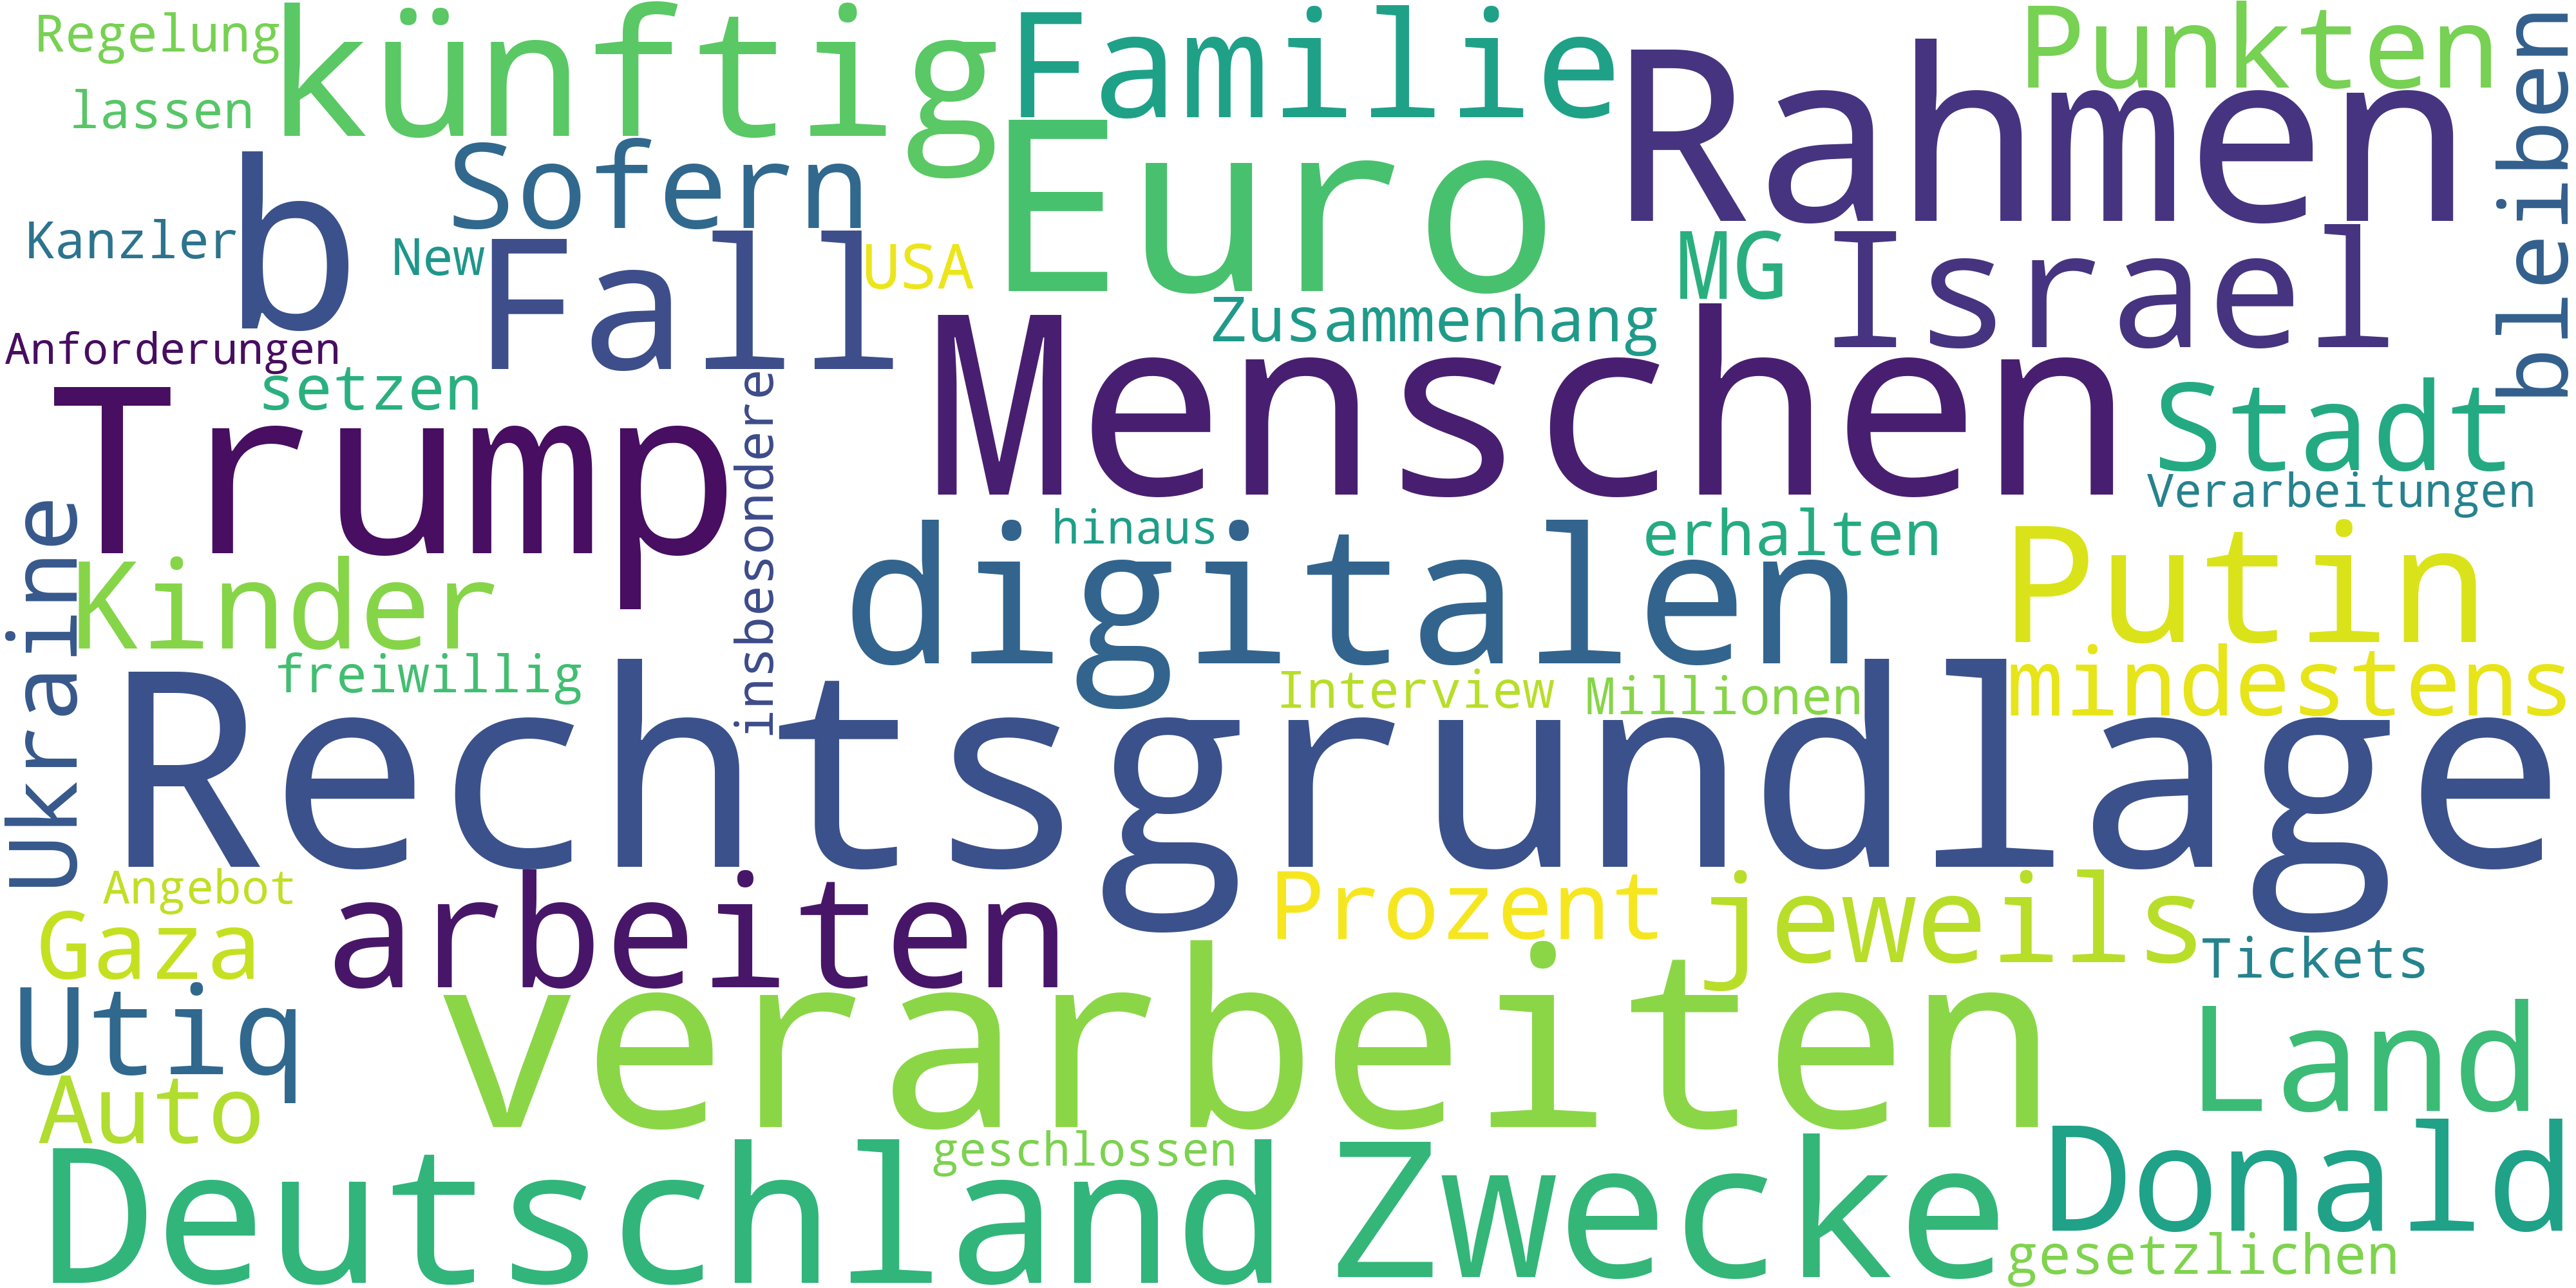 Regelung
künftig
Familie
Punkten
lassen
Rahmen
bleiben
Euro
Sofern
b
Kanzler
New
Fall
USA
MG
Israel
Anforderungen
Zusammenhang
setzen
Menschen
Trump
insbesondere
Stadt
Verarbeitungen
Ukraine
hinaus
erhalten
digitalen
Putin
Kinder
freiwillig
Interview
Millionen
mindestens
Rechtsgrundlage
Angebot
arbeiten
Prozent
jeweils
Gaza
Tickets
Utiq
verarbeiten
Land
Auto
geschlossen
Deutschland
Zwecke
Donald
gesetzlichen